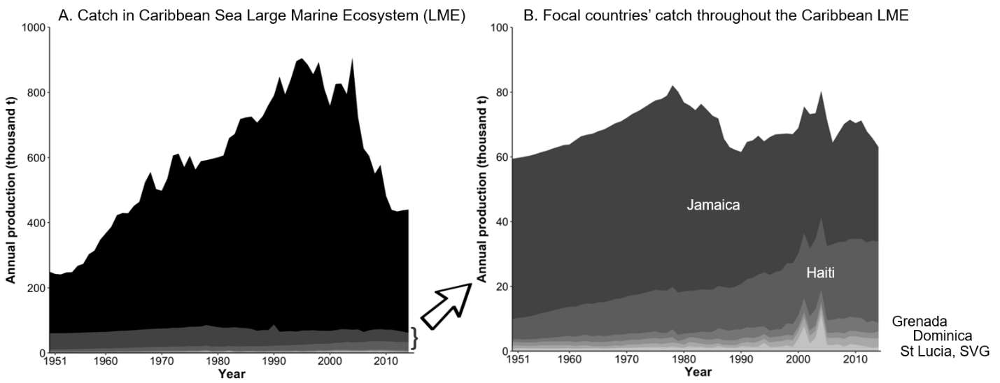 A. Catch in Caribbean Sea Large Marine Ecosystem (LME)
Annual production (thousand t)
1000
800
600
400
200
0
1951 1960 1970 1980 1990 2000 2010
Year
}
B. Focal countries’ catch throughout the Caribbean LME
Annual production (thousand t)
100
80
60
40
20
0
Jamaica
Haiti
Grenada
Dominica
St Lucia, SVG
1951 1960 1970 1980 1990 2000 2010
Year